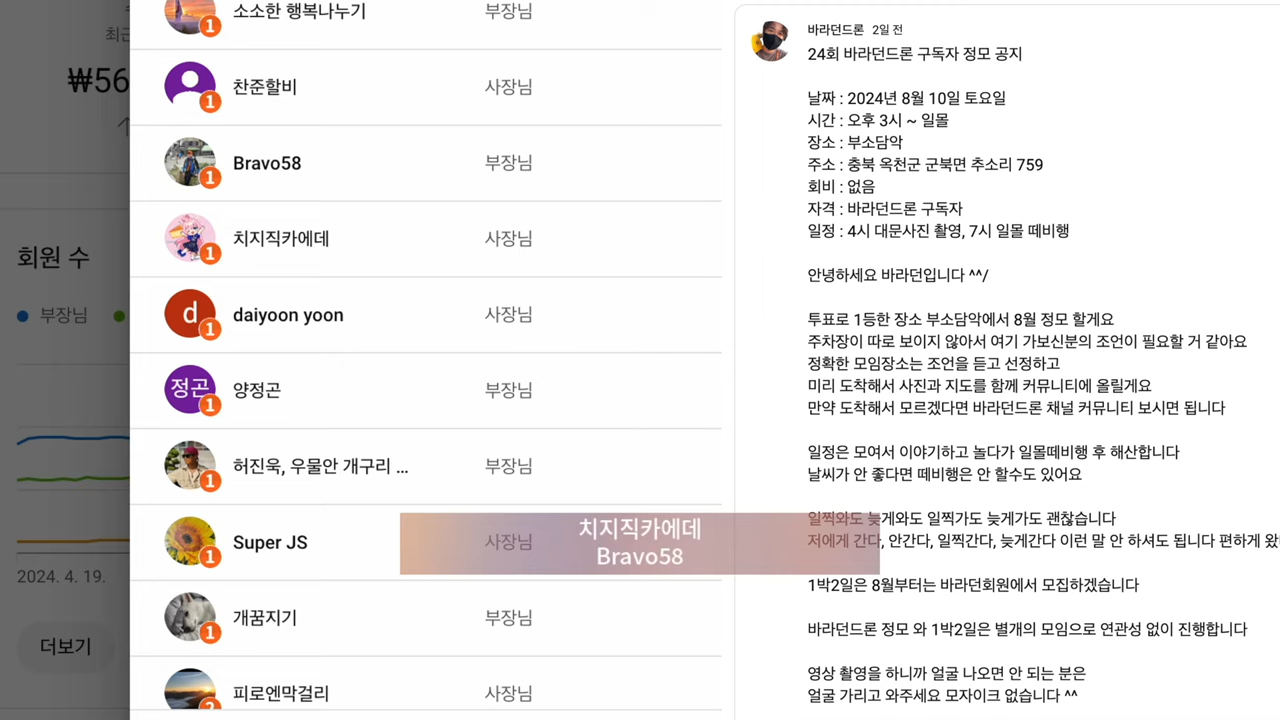 최근
₩56
회원 수
부장님
2024. 4. 19.
더보기
소소한 행복나누기 부장님
1
찬준할비 사장님
1
Bravo58 부장님
1
치지직카에데 사장님
1
d
daiyoon yoon 사장님
1
정곤
양정곤 부장님
1
허진욱, 우물안 개구리 ... 부장님
1
Super JS 사장님
1
개꿈지기 부장님
1
피로엔막걸리 사장님
2
치지직카에데
Bravo58
바라던드론 2일 전
24회 바라던드론 구독자 정모 공지
날짜 : 2024년 8월 10일 토요일
시간 : 오후 3시 ~ 일몰
장소 : 부소담악
주소 : 충북 옥천군 군북면 추소리 759
회비 : 없음
자격 : 바라던드론 구독자
일정 : 4시 대문사진 촬영, 7시 일몰 떼비행
안녕하세요 바라던입니다 ^^/
투표로 1등한 장소 부소담악에서 8월 정모 할게요
주차장이 따로 보이지 않아서 여기 가보신분의 조언이 필요할 거 같아요
정확한 모임장소는 조언을 듣고 선정하고
미리 도착해서 사진과 지도를 함께 커뮤니티에 올릴게요
만약 도착해서 모르겠다면 바라던드론 채널 커뮤니티 보시면 됩니다
일정은 모여서 이야기하고 놀다가 일몰떼비행 후 해산합니다
날씨가 안 좋다면 떼비행은 안 할수도 있어요
일찍와도 늦게와도 일찍가도 늦게가도 괜찮습니다
저에게 간다, 안간다, 일찍간다, 늦게간다 이런 말 안 하셔도 됩니다 편하게 왔
1박2일은 8월부터는 바라던회원에서 모집하겠습니다
바라던드론 정모 와 1박2일은 별개의 모임으로 연관성 없이 진행합니다
영상 촬영을 하니까 얼굴 나오면 안 되는 분은
얼굴 가리고 와주세요 모자이크 없습니다 ^^